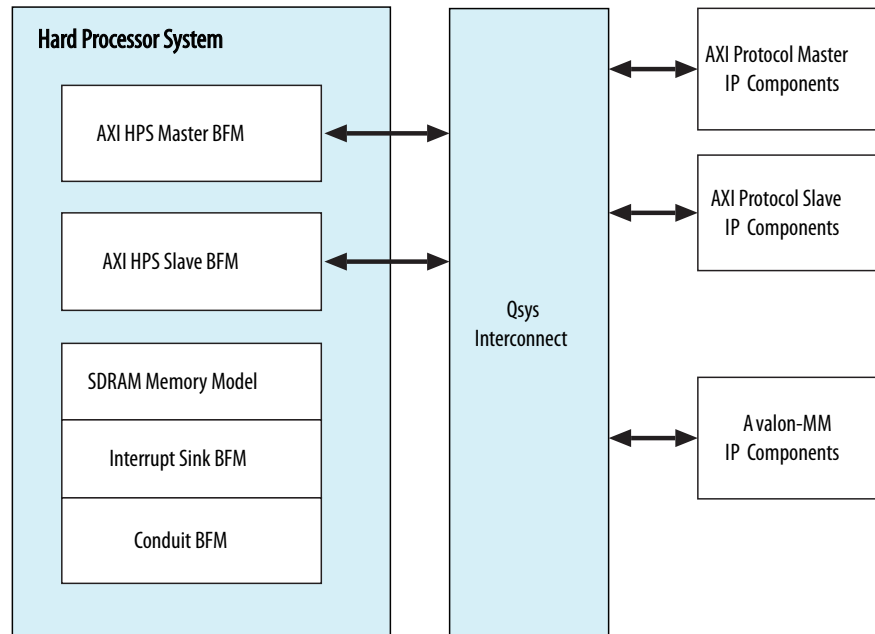 Hard Processor System
AXI HPS Master BFM
AXI HPS Slave BFM
SDRAM Memory Model
Interrupt Sink BFM
Conduit BFM
Qsys
Interconnect
AXI Protocol Master
IP Components
AXI Protocol Slave
IP Components
A valon-MM
IP Components